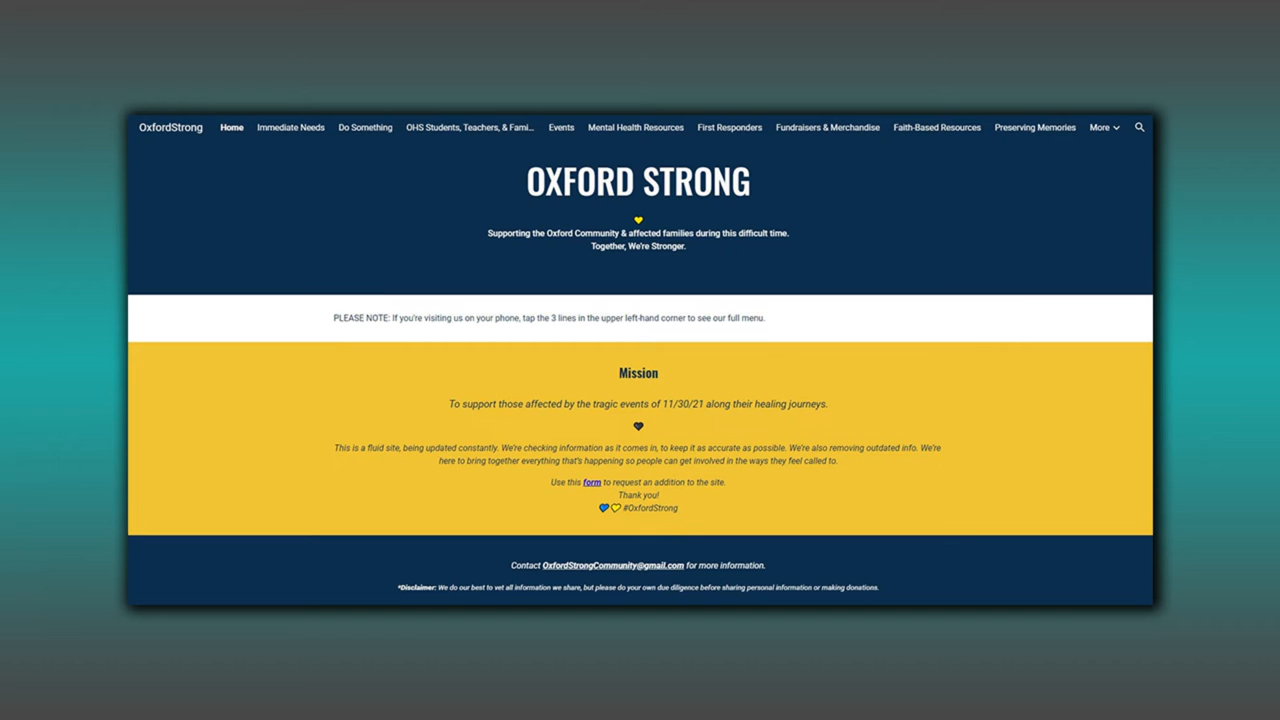 OxfordStrong Home Immediate Needs Do Something OHS Students, Teachers, & Fami... Events Mental Health Resources First Responders Fundraisers & Merchandise Faith-Based Resources Preserving Memories More
OXFORD STRONG
Supporting the Oxford Community & affected families during this difficult time.
Together, We're Stronger.
PLEASE NOTE: If you're visiting us on your phone, tap the 3 lines in the upper left-hand corner to see our full menu.
Mission
To support those affected by the tragic events of 11/30/21 along their healing journeys.
This is a fluid site, being updated constantly. We're checking information as it comes in, to keep it as accurate as possible. We're also removing outdated info. We're
here to bring together everything that's happening so people can get involved in the ways they feel called to.
Use this form to request an addition to the site.
Thank you!
#OxfordStrong
Contact OxfordStrongCommunity@gmail.com for more information.
*Disclaimer: We do our best to vet all information we share, but please do your own due diligence before sharing personal information or making donations.